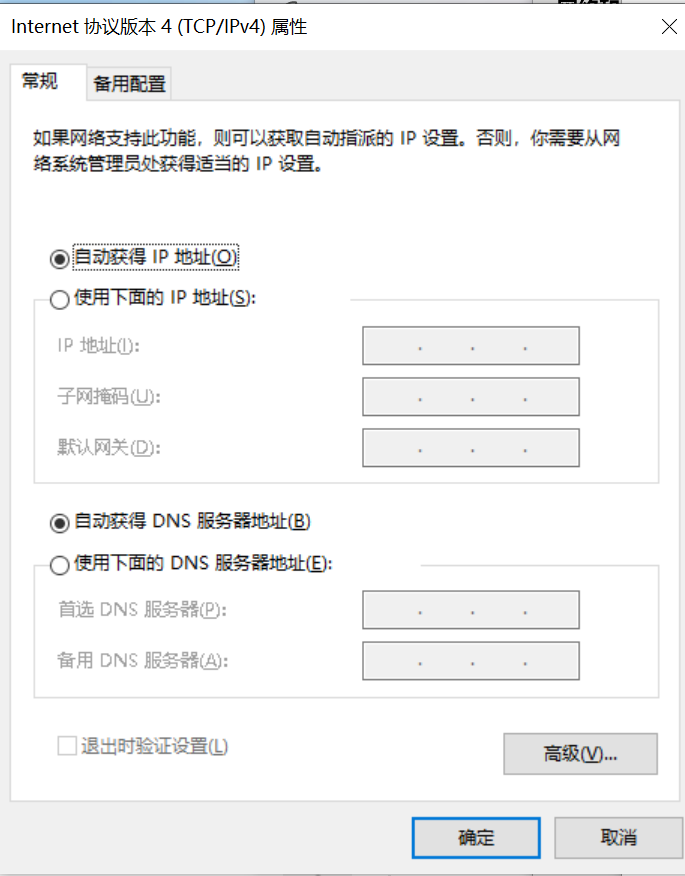 Internet 协议版本 4 (TCP/IPv4) 属性
常规
备用配置
如果网络支持此功能，则可以获取自动指派的 IP 设置。否则，你需要从网
络系统管理员处获得适当的 IP 设置。
自动获得 IP 地址(O)
使用下面的 IP 地址(S):
IP 地址(I):
子网掩码(U):
默认网关(D):
自动获得 DNS 服务器地址(B)
使用下面的 DNS 服务器地址(E):
首选 DNS 服务器(P):
备用 DNS 服务器(A):
退出时验证设置(L)
高级(V)...
确定
取消